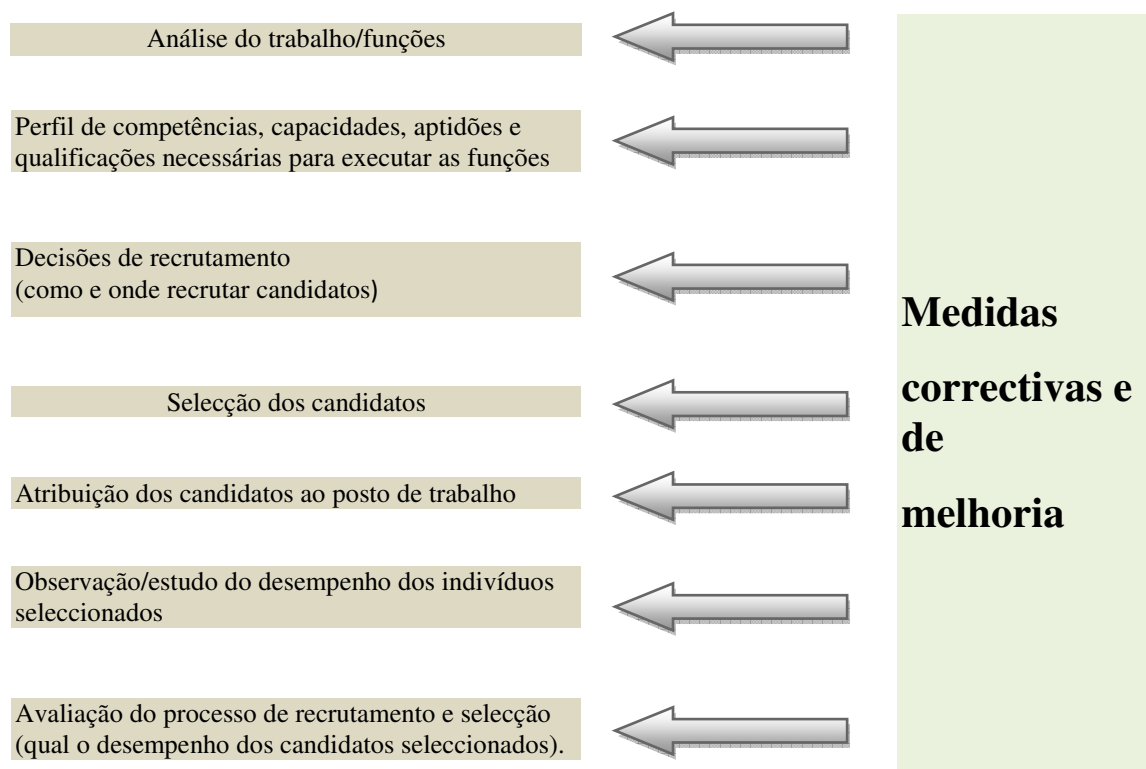 Análise do trabalho/funções
Perfil de competências, capacidades, aptidões e
qualificações necessárias para executar as funções
Decisões de recrutamento
(como e onde recrutar candidatos)
Selecção dos candidatos
Atribuição dos candidatos ao posto de trabalho
Observação/estudo do desempenho dos indivíduos
seleccionados
Avaliação do processo de recrutamento e selecção
(qual o desempenho dos candidatos seleccionados).
Medidas
correctivas e
de
melhoria